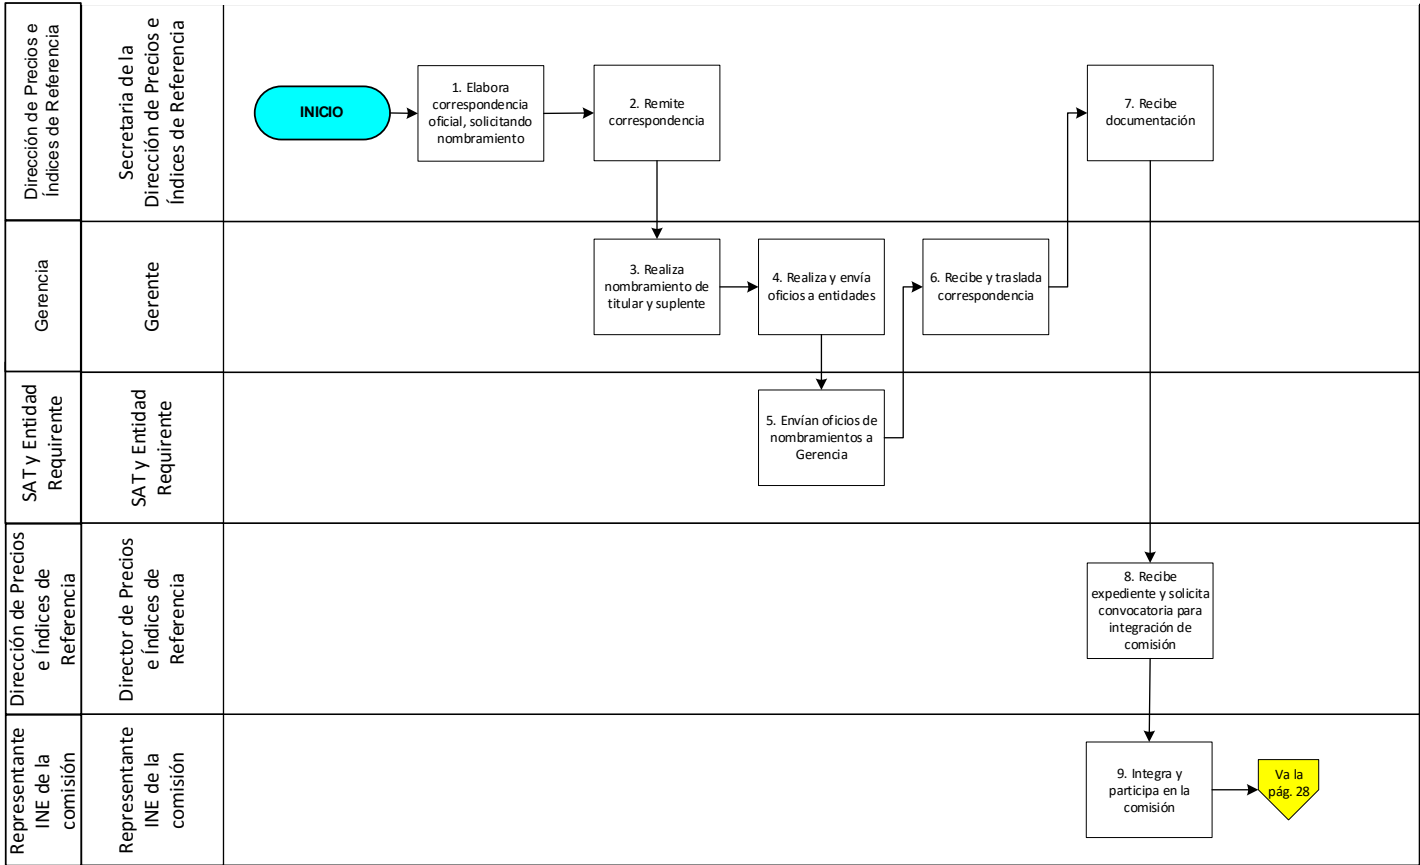 Dirección de Precios e
Índices de Referencia
Secretaria de la
Dirección de Precios e
Índices de Referencia
INICIO
1. Elabora
correspondencia
oficial, solicitando
nombramiento
2. Remite
correspondencia
7. Recibe
documentación
Gerencia
Gerente
3. Realiza
nombramiento de
titular y suplente
4. Realiza y envía
oficios a entidades
6. Recibe y traslada
correspondencia
SAT y Entidad
Requirente
SAT y Entidad
Requirente
5. Envían oficios de
nombramientos a
Gerencia
Dirección de Precios
e Índices de
Referencia
Director de Precios
e Índices de
Referencia
8. Recibe
expediente y solicita
convocatoria para
integración de
comisión
Representante
INE de la
comisión
Representante
INE de la
comisión
9. Integra y
participa en la
comisión
Va la
pág. 28